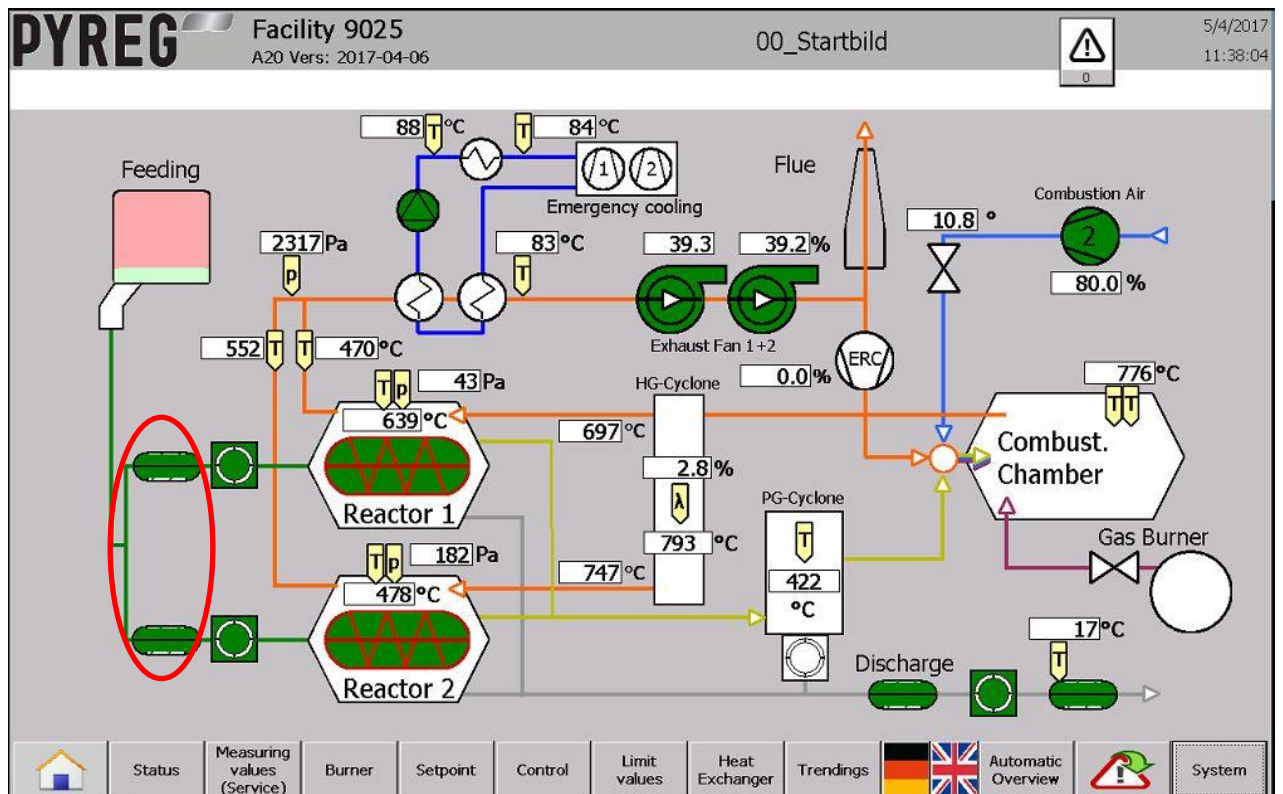 PYREG
Facility 9025
A20 Vers: 2017-04-06
00_Startbild
0
5/4/2017
11:38:04
88 T °C
T 84 °C
1 2
Emergency cooling
Feeding
Flue
Combustion Air
10.8 °
2
80.0 %
2317 Pa
p
83 °C
T
39.3
39.2 %
Exhaust Fan 1+2
552 T
T 470 °C
ERC
0.0 %
T p 43 Pa
639 °C
Reactor 1
HG-Cyclone
697 °C
2.8 %
λ
793 °C
747 °C
776 °C
T T
Combust.
Chamber
PG-Cyclone
T
422
°C
Gas Burner
T p 182 Pa
478 °C
Reactor 2
Discharge
17 °C
T
Status
Measuring
values
(Service)
Burner
Setpoint
Control
Limit
values
Heat
Exchanger
Trendings
Automatic
Overview
System